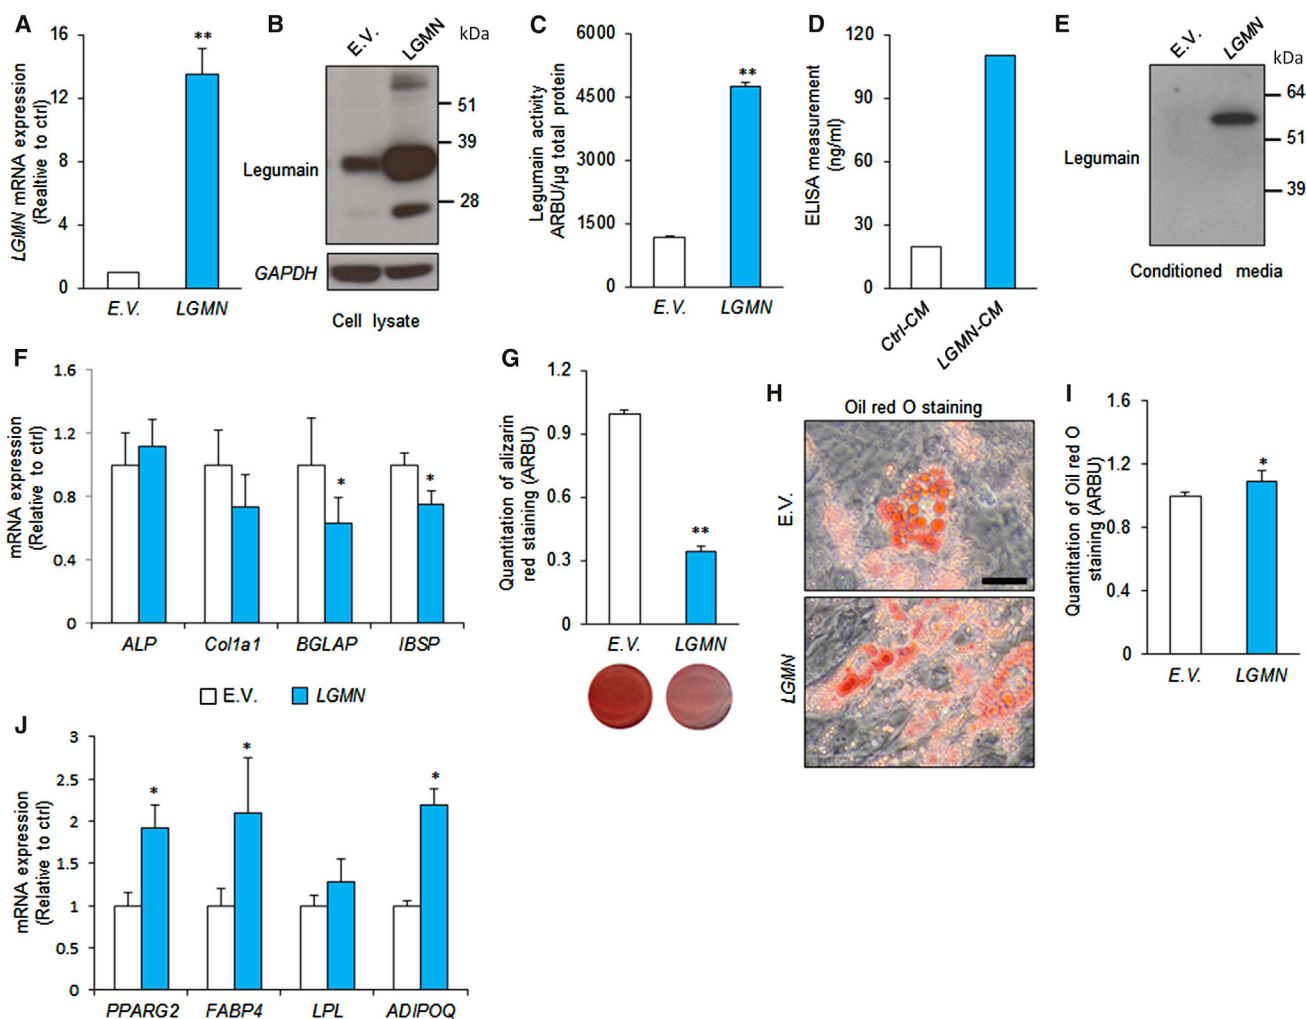 A
LGMN mRNA expression
(Realtive to ctrl)
16
12
8
4
0
**
E.V.
LGMN
B
E.V.
LGMN
kDa
51
39
28
Legumain
GAPDH
Cell lysate
C
Legumain activity
ARBU/µg total protein
6000
4500
3000
1500
0
**
E.V.
LGMN
D
ELISA measurement
(ng/ml)
120
90
60
30
0
Ctrl-CM
LGMN-CM
E
E.V.
LGMN
kDa
64
51
39
Legumain
Conditioned media
F
mRNA expression
(Relative to ctrl)
1.6
1.2
0.8
0.4
0
*
*
ALP
Col1a1
BGLAP
IBSP
E.V.
LGMN
G
Quantitation of alizarin
red staining (ARBU)
1.2
0.9
0.6
0.3
0
**
E.V.
LGMN
H
Oil red O staining
E.V.
LGMN
I
Quantitation of Oil red O
staining (ARBU)
1.6
1.2
0.8
0.4
0
*
E.V.
LGMN
J
mRNA expression
(Relative to ctrl)
3
2.5
2
1.5
1
0.5
0
*
*
*
PPARG2
FABP4
LPL
ADIPOQ